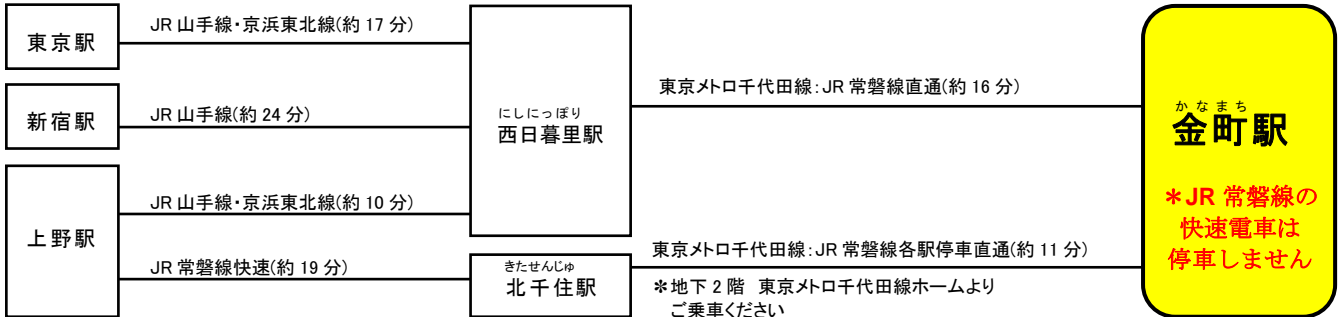 東京駅
JR 山手線・京浜東北線(約 17 分)
新宿駅
JR 山手線(約 24 分)
上野駅
JR 山手線・京浜東北線(約 10 分)
JR 常磐線快速(約 19 分)
にしにっぽり
西日暮里駅
きたせんじゅ
北千住駅
東京メトロ千代田線:JR 常磐線直通(約 16 分)
東京メトロ千代田線:JR 常磐線各駅停車直通(約 11 分)
＊地下 2 階 東京メトロ千代田線ホームより
ご乗車ください
かなまち
金町駅
＊JR 常磐線の
快速電車は
停車しません